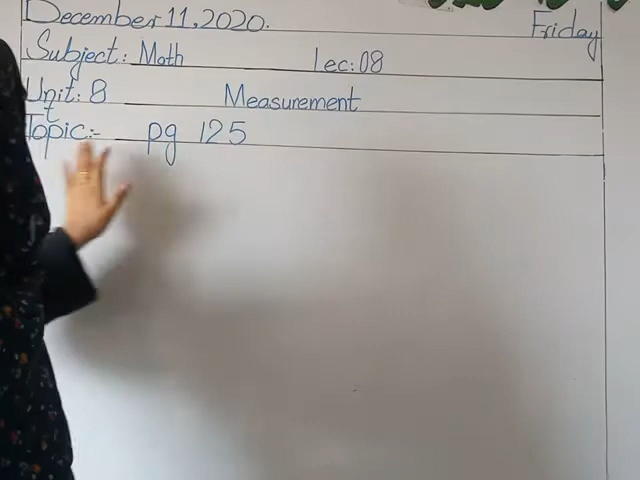 December 11, 2020. Friday
Subject: Math lec: 08
Unit: 8 Measurement
Topic:- pg 125